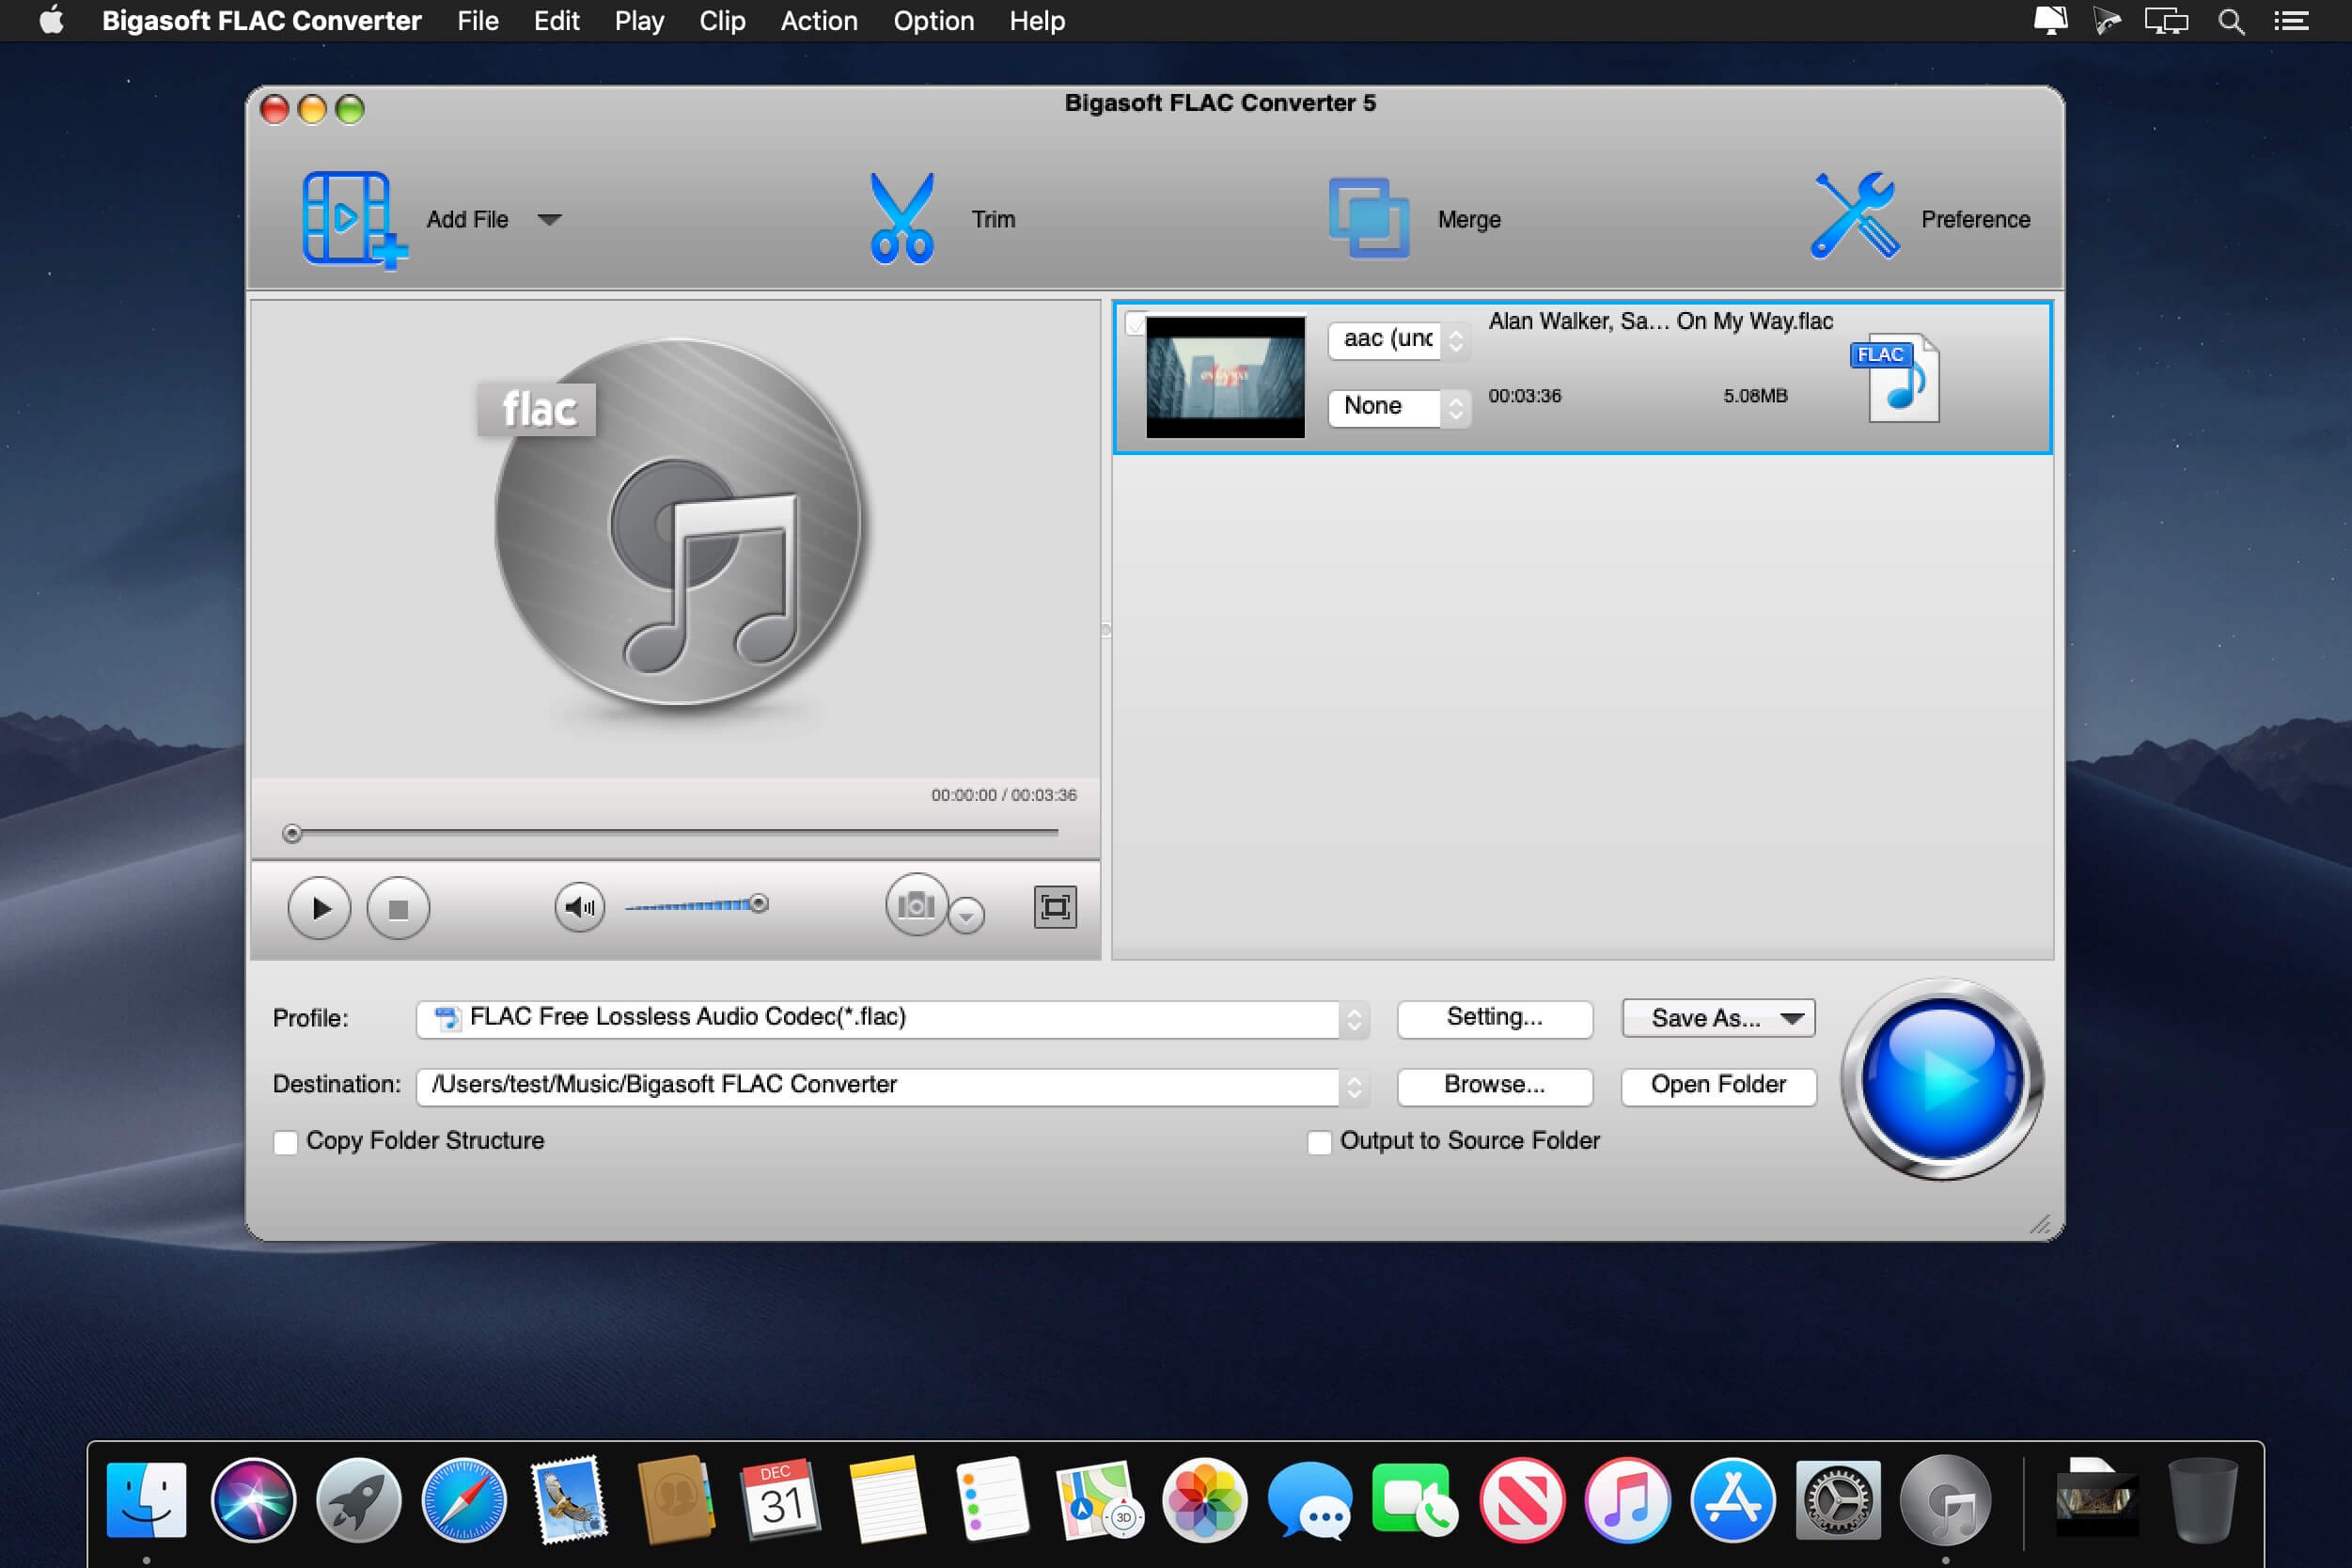 Bigasoft FLAC Converter File Edit Play Clip Action Option Help
Bigasoft FLAC Converter 5
Add File Trim Merge Preference
flac
aac (unc
Alan Walker, Sa... On My Way.flac
FLAC
None
00:03:36 5.08MB
00:00:00 / 00:03:36
Profile: FLAC Free Lossless Audio Codec(*.flac) Setting... Save As...
Destination: /Users/test/Music/Bigasoft FLAC Converter Browse... Open Folder
Copy Folder Structure Output to Source Folder
DEC
31
3D